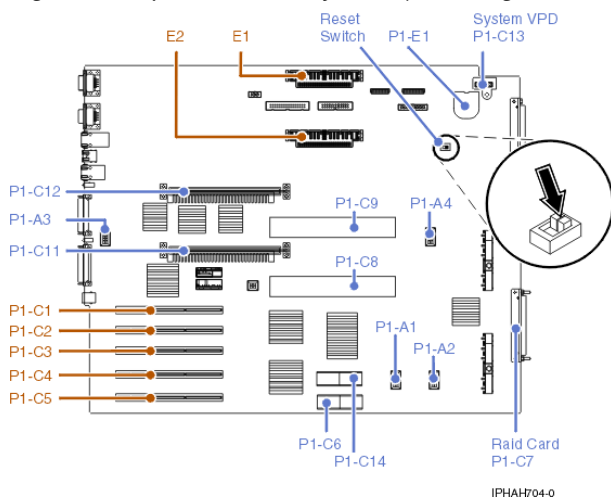 Reset
Switch
System VPD
P1-C13
E2
E1
P1-E1
P1-C12
P1-A3
P1-C11
P1-C9
P1-A4
P1-C8
P1-C1
P1-C2
P1-C3
P1-C4
P1-C5
P1-A1
P1-A2
P1-C6
P1-C14
Raid Card
P1-C7
IPHAH704-0